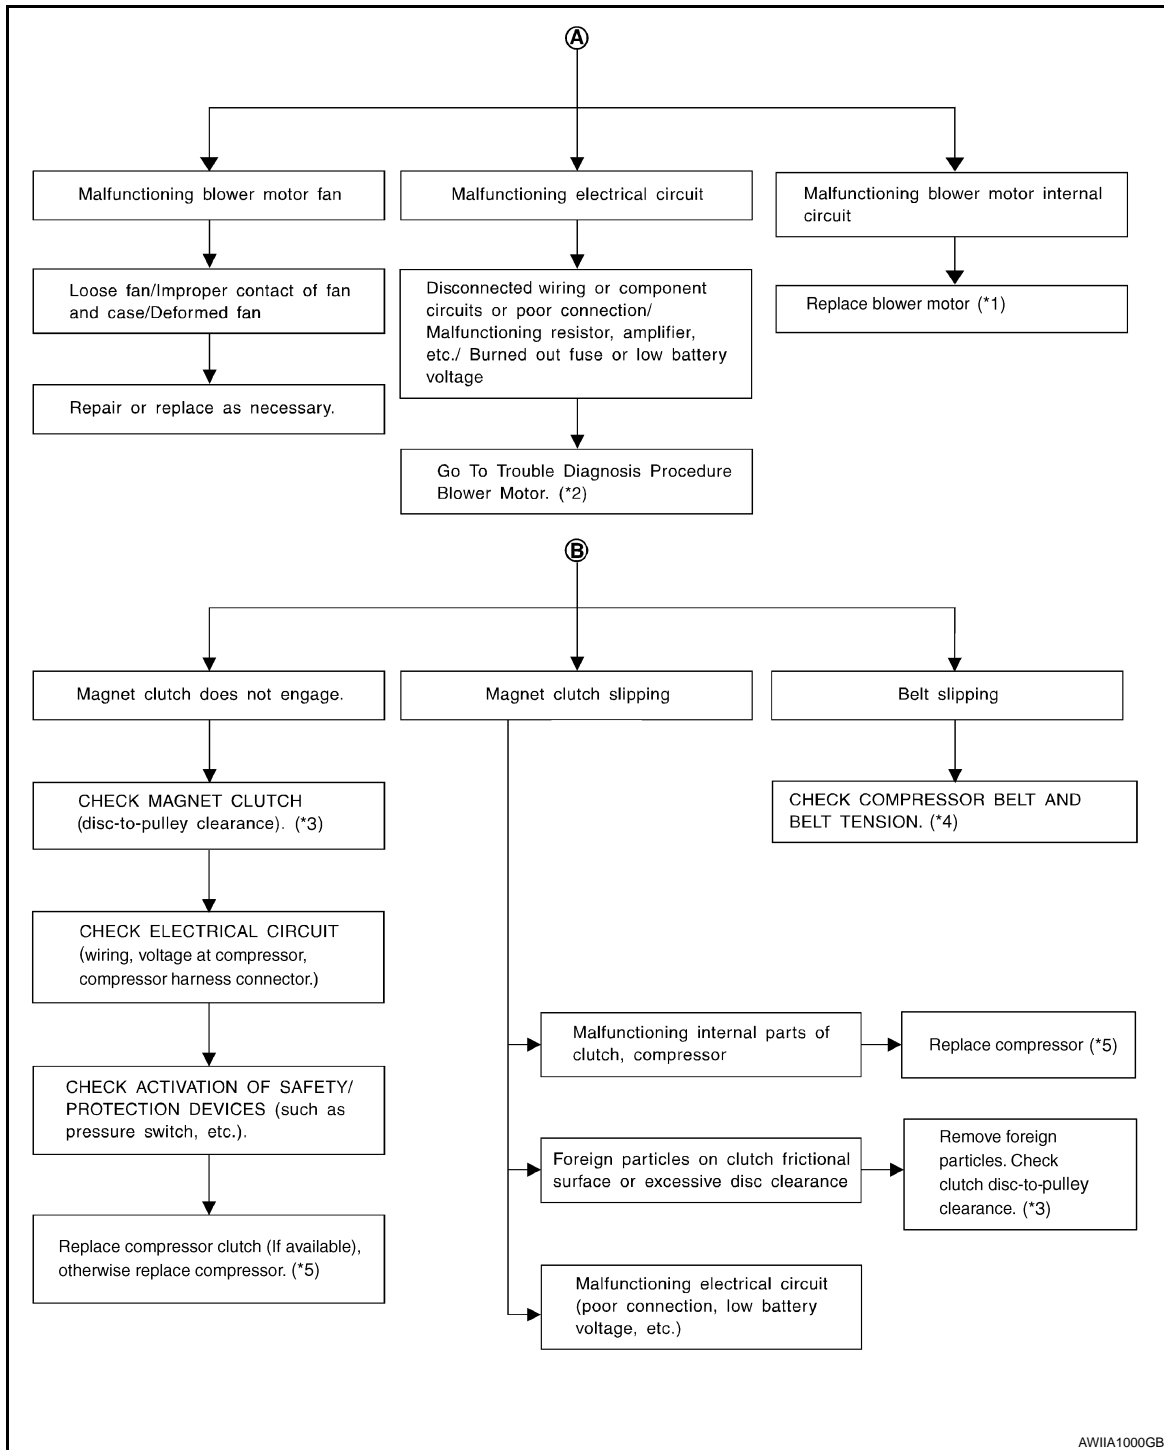 A
Malfunctioning blower motor fan
Malfunctioning electrical circuit
Malfunctioning blower motor internal
circuit
Loose fan/Improper contact of fan
and case/Deformed fan
Disconnected wiring or component
circuits or poor connection/
Malfunctioning resistor, amplifier,
etc./ Burned out fuse or low battery
voltage
Replace blower motor (*1)
Repair or replace as necessary.
Go To Trouble Diagnosis Procedure
Blower Motor. (*2)
B
Magnet clutch does not engage.
Magnet clutch slipping
Belt slipping
CHECK MAGNET CLUTCH
(disc-to-pulley clearance). (*3)
CHECK COMPRESSOR BELT AND
BELT TENSION. (*4)
CHECK ELECTRICAL CIRCUIT
(wiring, voltage at compressor,
compressor harness connector.)
Malfunctioning internal parts of
clutch, compressor
Replace compressor (*5)
CHECK ACTIVATION OF SAFETY/
PROTECTION DEVICES (such as
pressure switch, etc.).
Foreign particles on clutch frictional
surface or excessive disc clearance
Remove foreign
particles. Check
clutch disc-to-pulley
clearance. (*3)
Replace compressor clutch (If available),
otherwise replace compressor. (*5)
Malfunctioning electrical circuit
(poor connection, low battery
voltage, etc.)
AWIIA1000GB